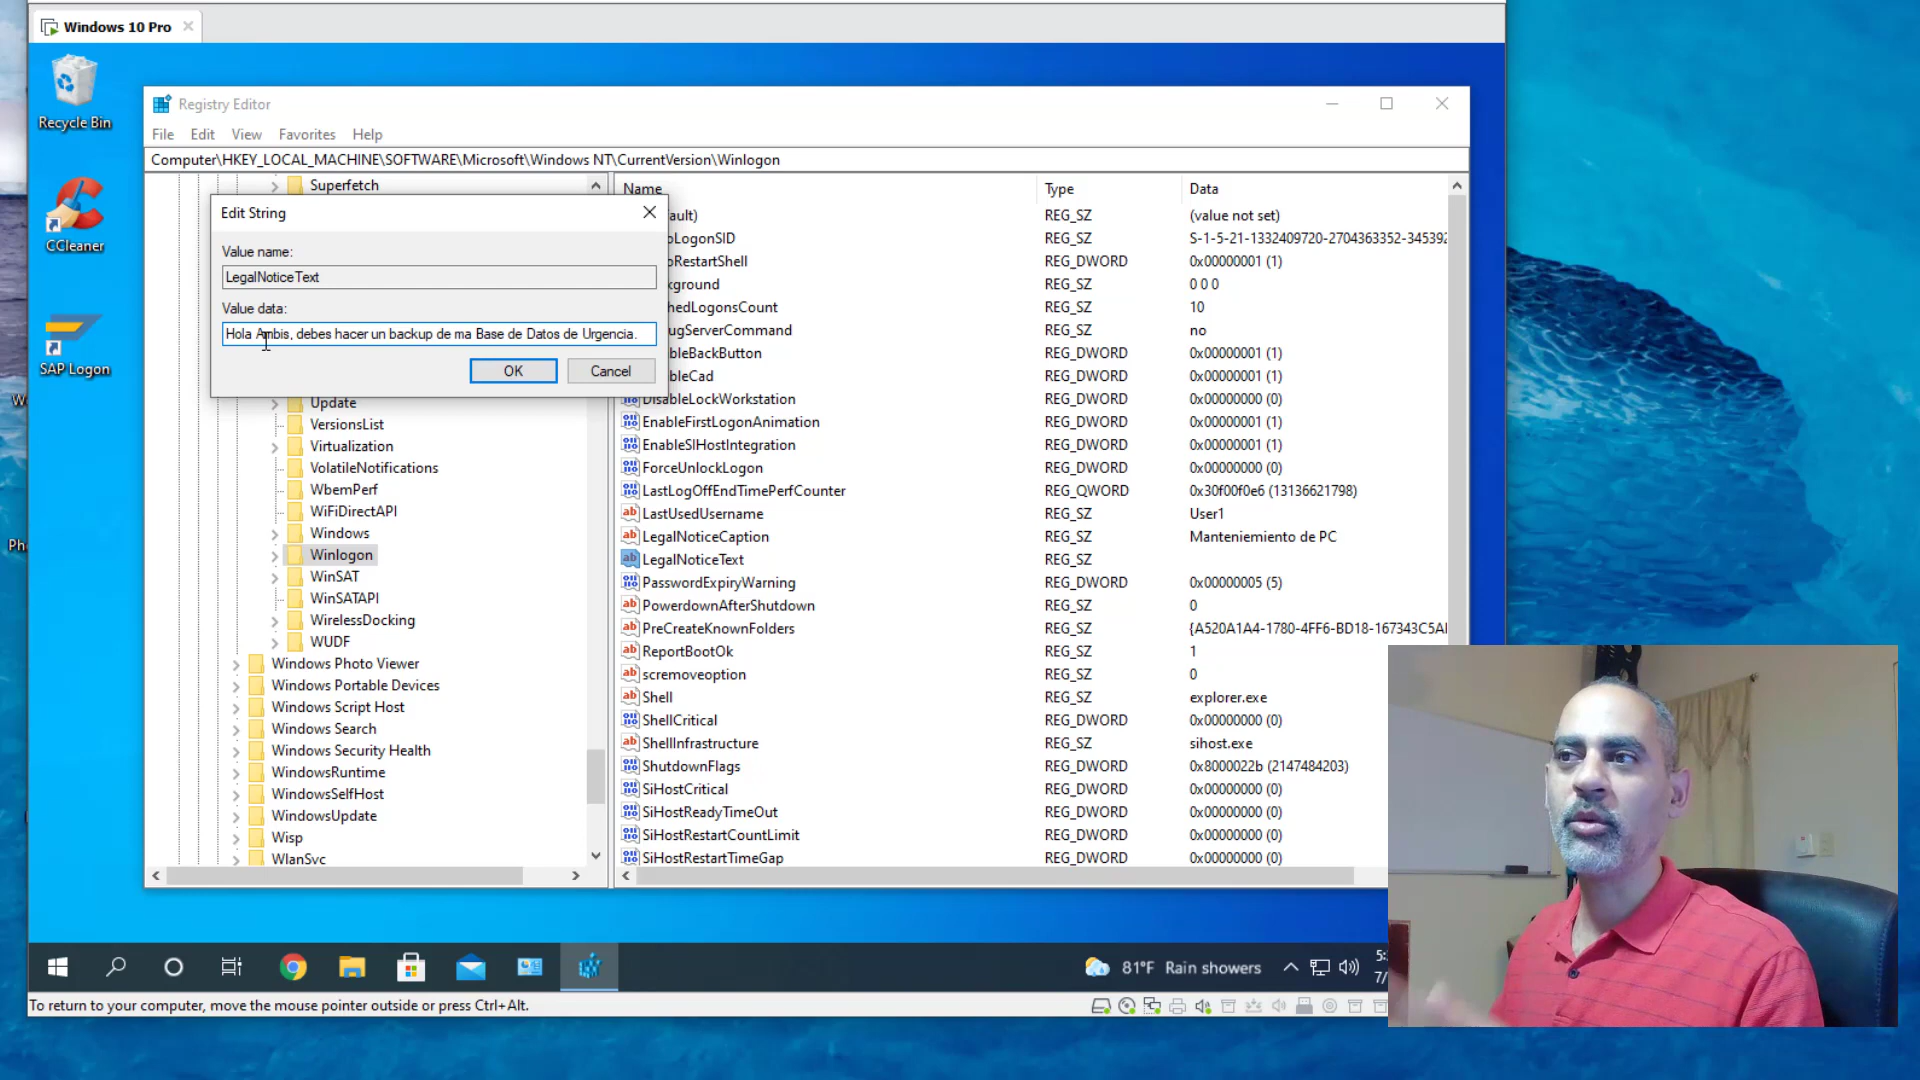 Windows 10 Pro
Recycle Bin
CCleaner
SAP Logon
Registry Editor
File Edit View Favorites Help
Computer\HKEY_LOCAL_MACHINE\SOFTWARE\Microsoft\Windows NT\CurrentVersion\Winlogon
Superfetch
Edit String
Value name:
LegalNoticeText
Value data:
Hola Ambis, debes hacer un backup de ma Base de Datos de Urgencia.
OK Cancel
Update
VersionsList
Virtualization
VolatileNotifications
WbemPerf
WiFiDirectAPI
Windows
Winlogon
WinSAT
WinSATAPI
WirelessDocking
WUDF
Windows Photo Viewer
Windows Portable Devices
Windows Script Host
Windows Search
Windows Security Health
WindowsRuntime
WindowsSelfHost
WindowsUpdate
Wisp
WlanSvc
Name Type Data
ault) REG_SZ (value not set)
oLogonSID REG_SZ S-1-5-21-1332409720-2704363352-345392
oRestartShell REG_DWORD 0x00000001 (1)
kground REG_SZ 0 0 0
hedLogonsCount REG_SZ 10
ugServerCommand REG_SZ no
bleBackButton REG_DWORD 0x00000001 (1)
bleCad REG_DWORD 0x00000001 (1)
DisableLockWorkstation REG_DWORD 0x00000000 (0)
EnableFirstLogonAnimation REG_DWORD 0x00000001 (1)
EnableSIHostIntegration REG_DWORD 0x00000001 (1)
ForceUnlockLogon REG_DWORD 0x00000000 (0)
LastLogOffEndTimePerfCounter REG_QWORD 0x30f00f0e6 (13136621798)
LastUsedUsername REG_SZ User1
LegalNoticeCaption REG_SZ Manteniemiento de PC
LegalNoticeText REG_SZ
PasswordExpiryWarning REG_DWORD 0x00000005 (5)
PowerdownAfterShutdown REG_SZ 0
PreCreateKnownFolders REG_SZ {A520A1A4-1780-4FF6-BD18-167343C5AI
ReportBootOk REG_SZ 1
scremoveoption REG_SZ 0
Shell REG_SZ explorer.exe
ShellCritical REG_DWORD 0x00000000 (0)
ShellInfrastructure REG_SZ sihost.exe
ShutdownFlags REG_DWORD 0x8000022b (2147484203)
SiHostCritical REG_DWORD 0x00000000 (0)
SiHostReadyTimeOut REG_DWORD 0x00000000 (0)
SiHostRestartCountLimit REG_DWORD 0x00000000 (0)
SiHostRestartTimeGap REG_DWORD 0x00000000 (0)
81°F Rain showers
To return to your computer, move the mouse pointer outside or press Ctrl+Alt.